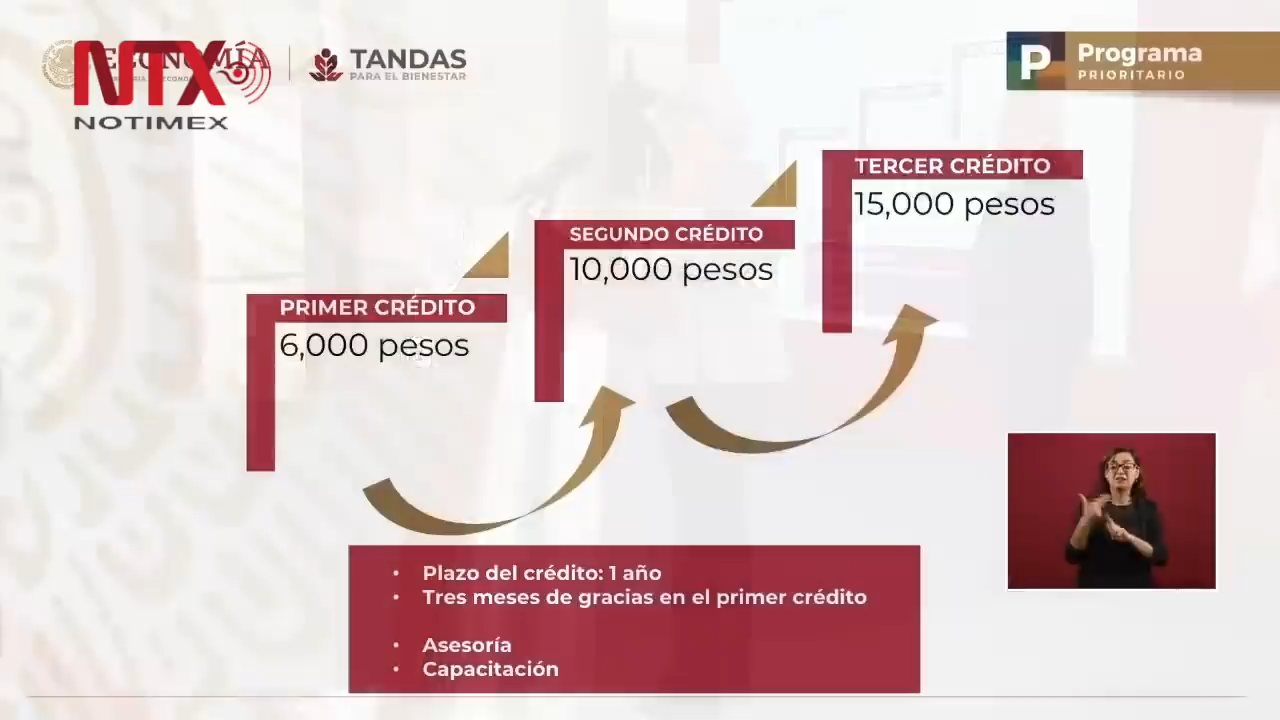 ECONOMÍA
NTX
NOTIMEX
TANDAS
PARA EL BIENESTAR
P
Programa
PRIORITARIO
TERCER CRÉDITO
15,000 pesos
SEGUNDO CRÉDITO
10,000 pesos
PRIMER CRÉDITO
6,000 pesos
• Plazo del crédito: 1 año
• Tres meses de gracias en el primer crédito
• Asesoría
• Capacitación